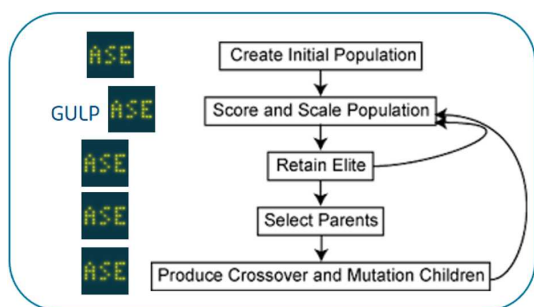 ASE Create Initial Population
GULP ASE Score and Scale Population
ASE Retain Elite
ASE Select Parents
ASE Produce Crossover and Mutation Children